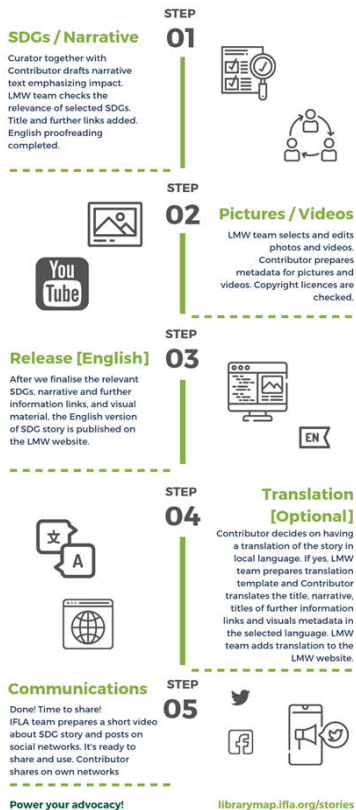 STEP
01
SDGs / Narrative
Curator together with
Contributor drafts narrative
text emphasizing impact.
LMW team checks the
relevance of selected SDGs.
Title and further links added.
English proofreading
completed.
STEP
02
Pictures / Videos
LMW team selects and edits
photos and videos.
Contributor prepares
metadata for pictures and
videos. Copyright licences are
checked.
You
Tube
STEP
03
Release [English]
After we finalise the relevant
SDGs, narrative and further
information links, and visual
material, the English version
of SDG story is published on
the LMW website.
EN
STEP
04
Translation
[Optional]
Contributor decides on having
a translation of the story in
local language. If yes, LMW
team prepares translation
template and Contributor
translates the title, narrative,
titles of further information
links and visuals metadata in
the selected language. LMW
team adds translation to the
LMW website.
文
A
STEP
05
Communications
Done! Time to share!
IFLA team prepares a short video
about SDG story and posts on
social networks. It's ready to
share and use. Contributor
shares on own networks
Power your advocacy!
librarymap.ifla.org/stories